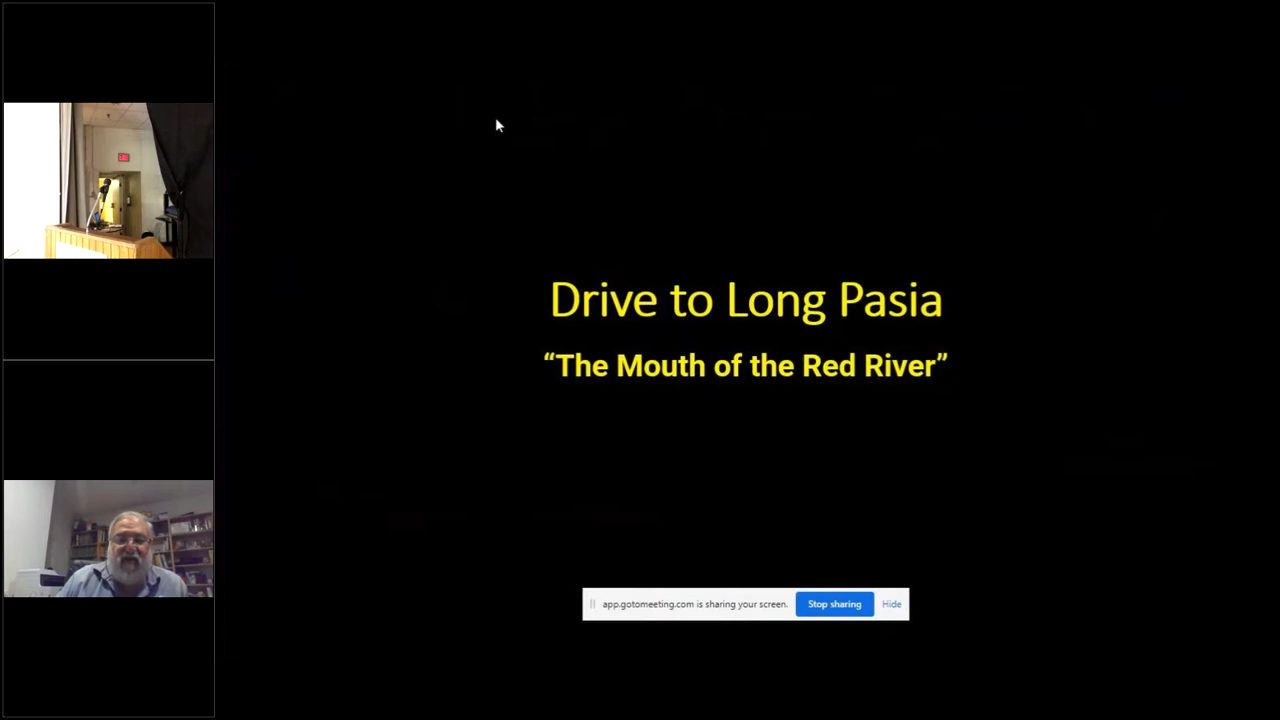 Drive to Long Pasia
“The Mouth of the Red River”
app.gotomeeting.com is sharing your screen. Stop sharing Hide